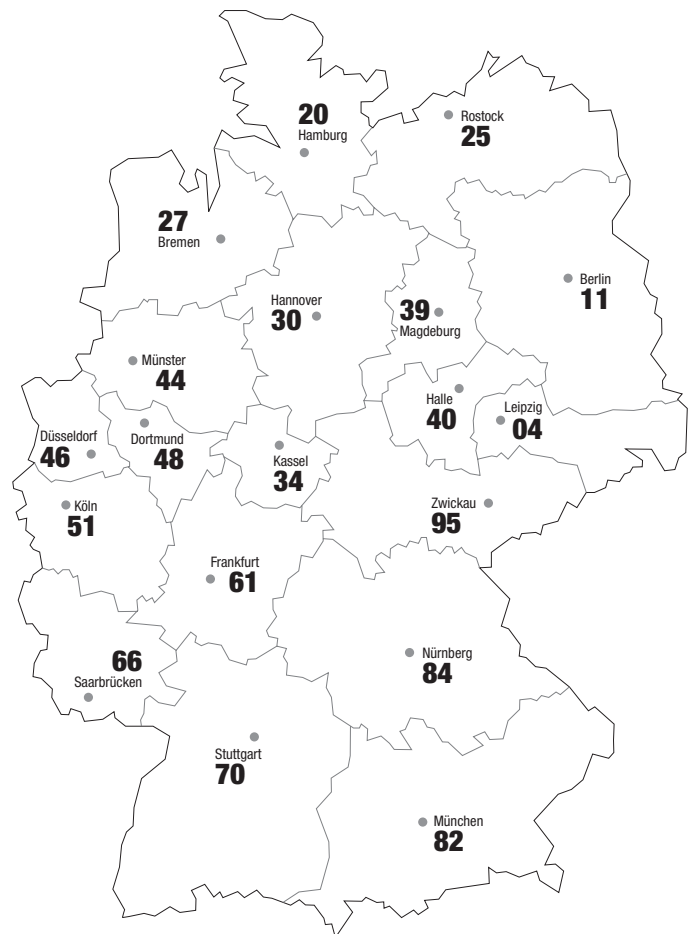 20
Hamburg
Rostock
25
27
Bremen
Berlin
11
Hannover
30
39
Magdeburg
Münster
44
Halle
40
Leipzig
04
Düsseldorf
46
Dortmund
48
Kassel
34
Köln
51
Zwickau
95
Frankfurt
61
66
Saarbrücken
Nürnberg
84
Stuttgart
70
München
82